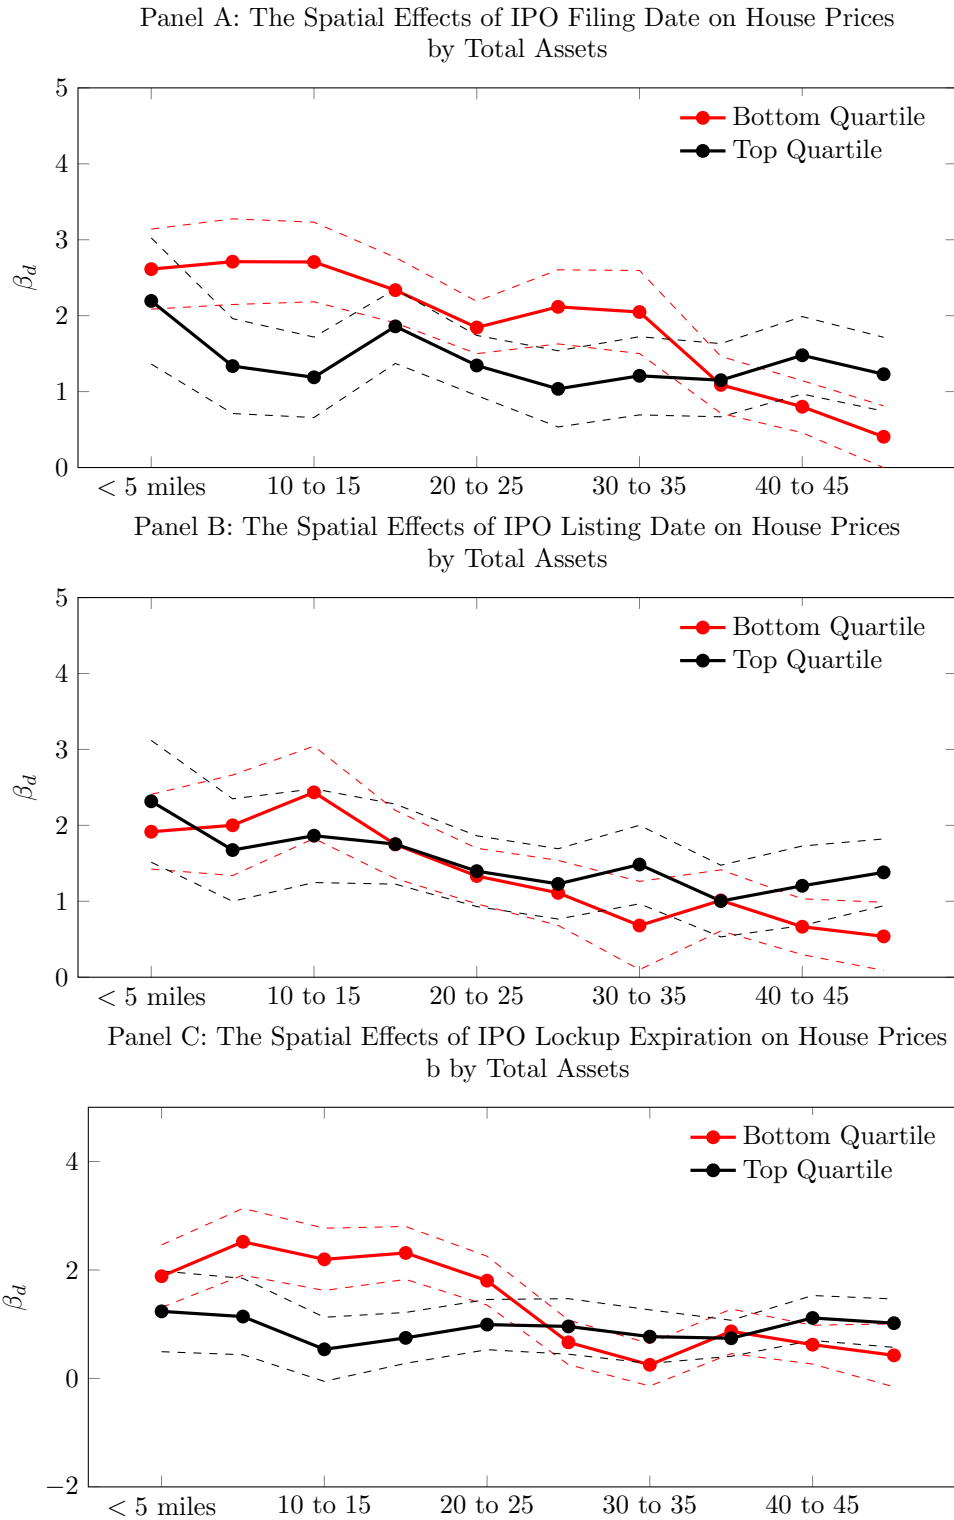 Panel A: The Spatial Effects of IPO Filing Date on House Prices
by Total Assets
5
4
3
2
1
0
β_d
Bottom Quartile
Top Quartile
< 5 miles 10 to 15 20 to 25 30 to 35 40 to 45
Panel B: The Spatial Effects of IPO Listing Date on House Prices
by Total Assets
5
4
3
2
1
0
β_d
Bottom Quartile
Top Quartile
< 5 miles 10 to 15 20 to 25 30 to 35 40 to 45
Panel C: The Spatial Effects of IPO Lockup Expiration on House Prices
b by Total Assets
4
2
0
−2
β_d
Bottom Quartile
Top Quartile
< 5 miles 10 to 15 20 to 25 30 to 35 40 to 45